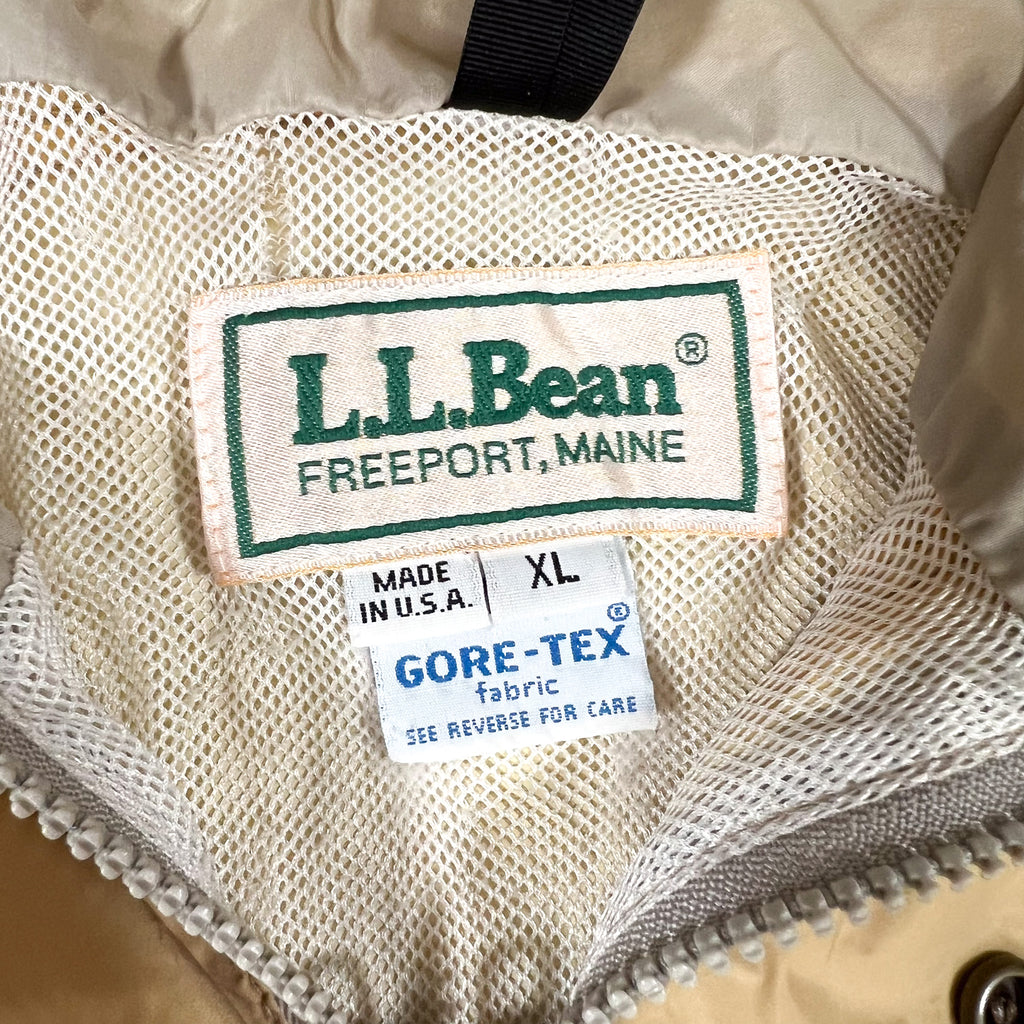 L.L.Bean®
FREEPORT, MAINE
MADE
IN U.S.A.
XL
GORE-TEX®
fabric
SEE REVERSE FOR CARE